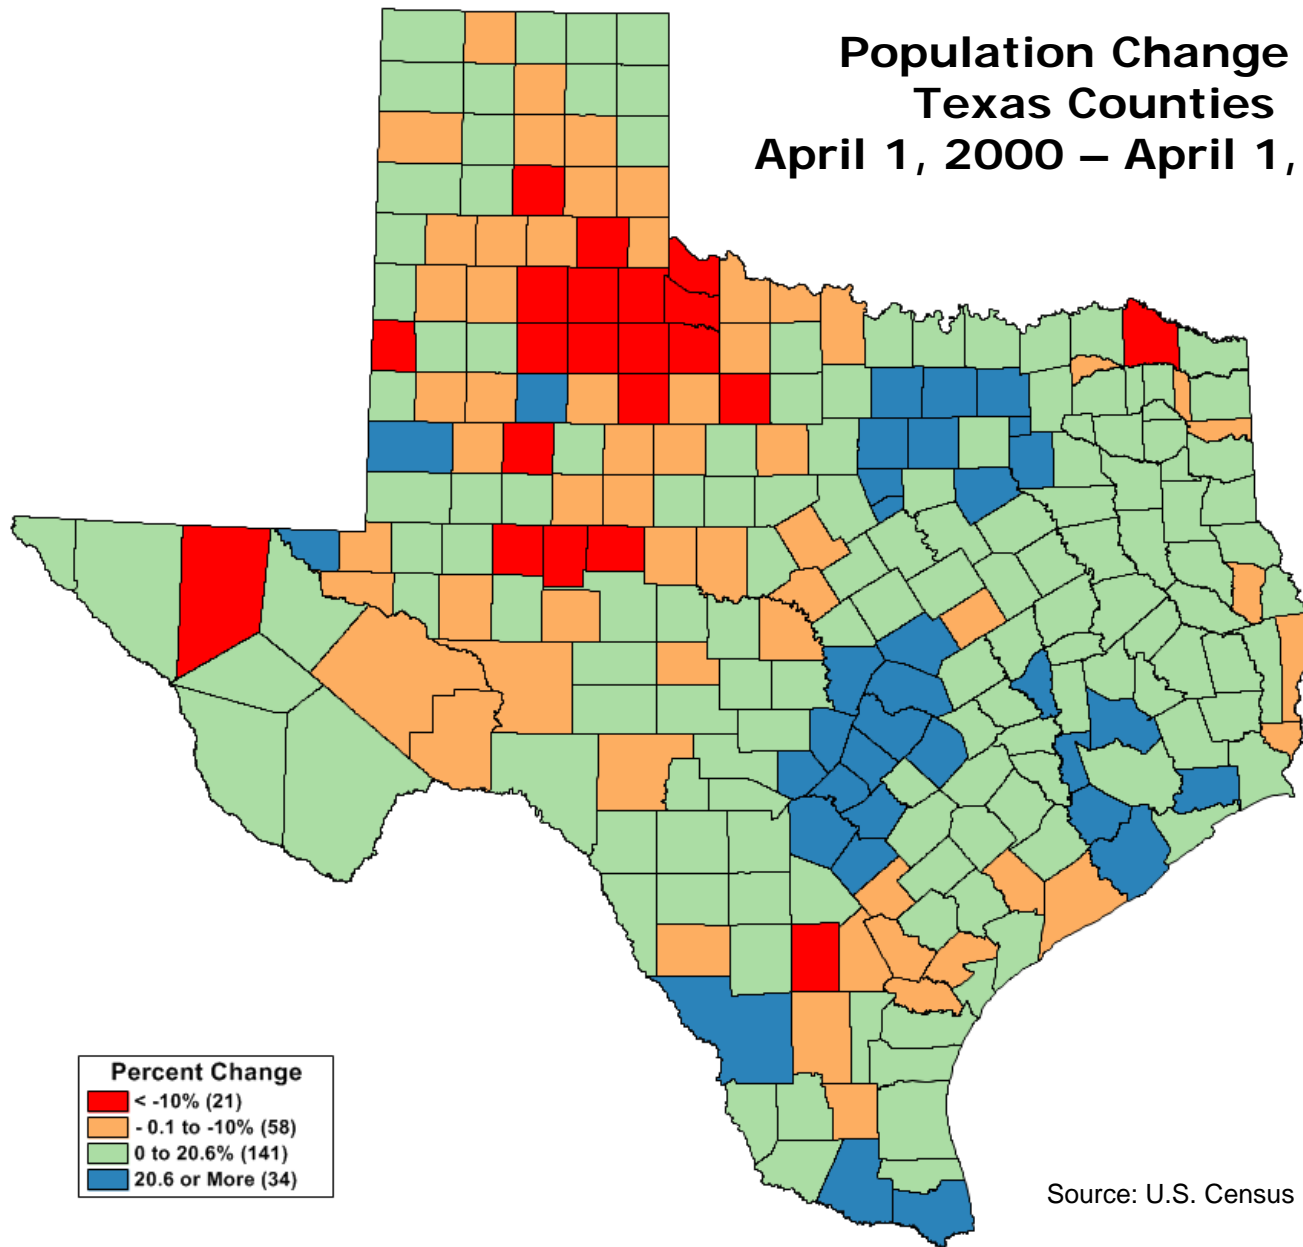 Population Change
Texas Counties
April 1, 2000 – April 1,
Percent Change
< -10% (21)
- 0.1 to -10% (58)
0 to 20.6% (141)
20.6 or More (34)
Source: U.S. Census